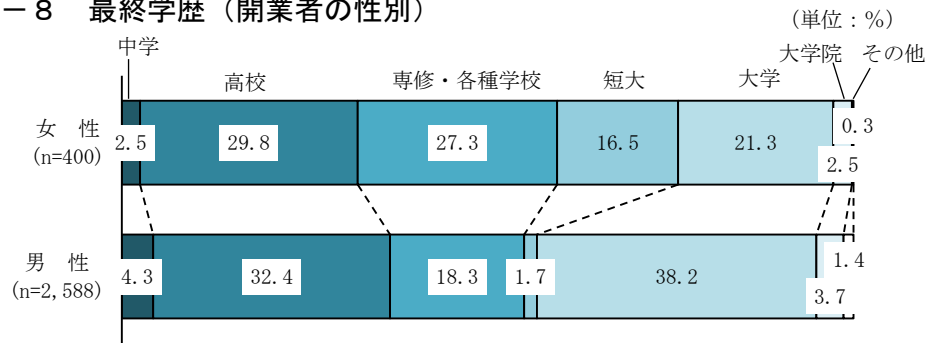 －８ 最終学歴（開業者の性別）
（単位：％）
中学
大学院 その他
高校 専修・各種学校 短大 大学
女 性
(n=400)
2.5 29.8 27.3 16.5 21.3 2.5 0.3
男 性
(n=2,588)
4.3 32.4 18.3 1.7 38.2 3.7 1.4